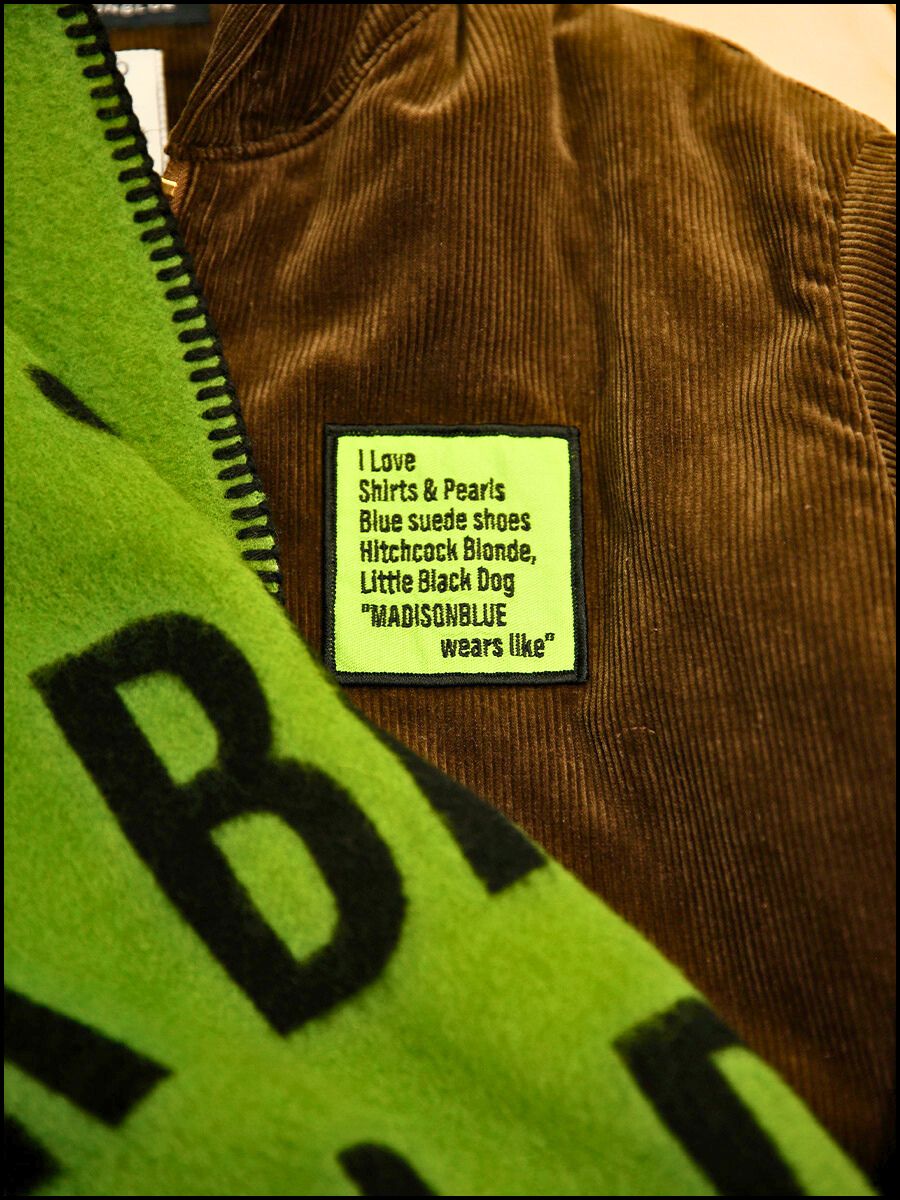 I Love
Shirts & Pearls
Blue suede shoes
Hitchcock Blonde,
Little Black Dog
"MADISONBLUE
wears like"
B